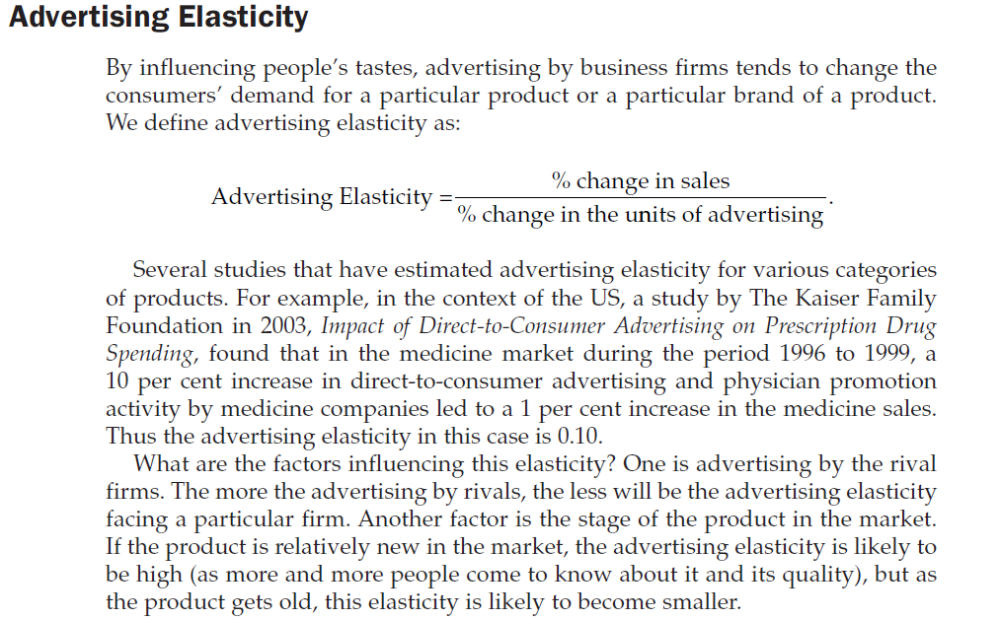 Advertising Elasticity
By influencing people's tastes, advertising by business firms tends to change the
consumers' demand for a particular product or a particular brand of a product.
We define advertising elasticity as:
% change in sales
Advertising Elasticity =
% change in the units of advertising .
Several studies that have estimated advertising elasticity for various categories
of products. For example, in the context of the US, a study by The Kaiser Family
Foundation in 2003, Impact of Direct-to-Consumer Advertising on Prescription Drug
Spending, found that in the medicine market during the period 1996 to 1999, a
10 per cent increase in direct-to-consumer advertising and physician promotion
activity by medicine companies led to a 1 per cent increase in the medicine sales.
Thus the advertising elasticity in this case is 0.10.
What are the factors influencing this elasticity? One is advertising by the rival
firms. The more the advertising by rivals, the less will be the advertising elasticity
facing a particular firm. Another factor is the stage of the product in the market.
If the product is relatively new in the market, the advertising elasticity is likely to
be high (as more and more people come to know about it and its quality), but as
the product gets old, this elasticity is likely to become smaller.